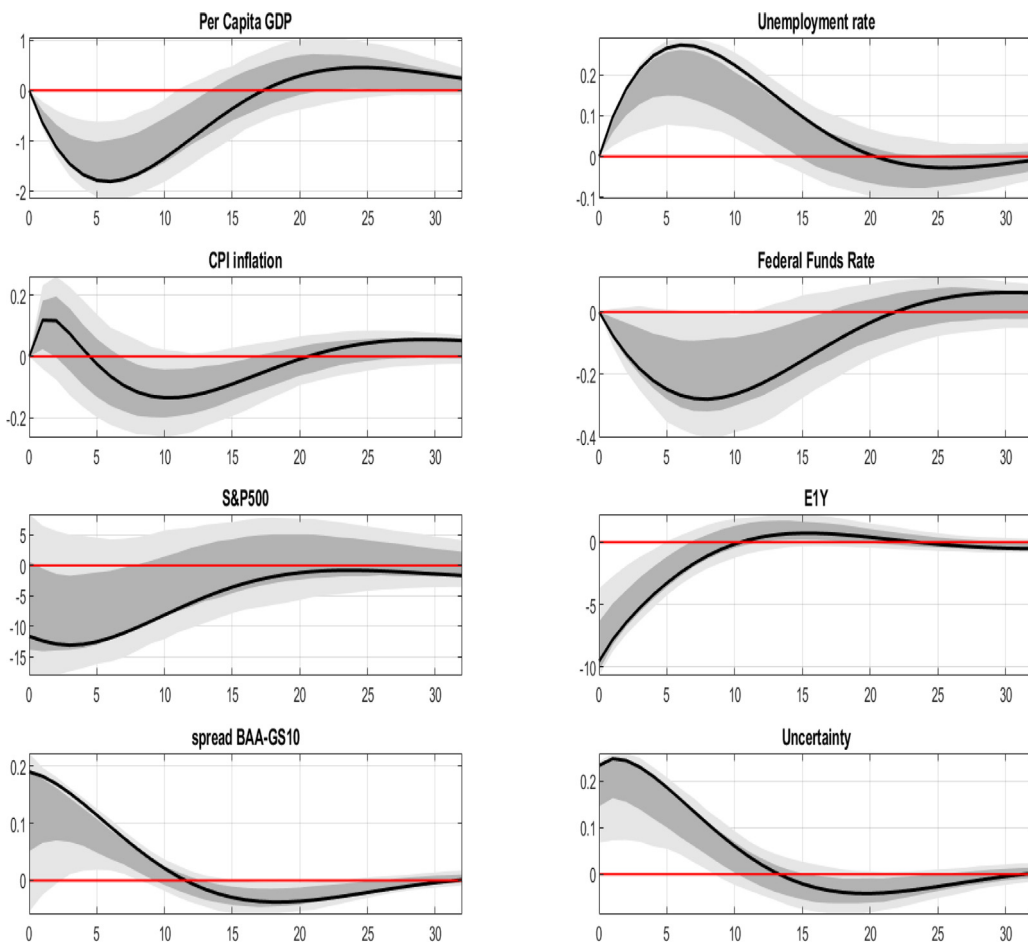 Per Capita GDP
1
0
-1
-2
0 5 10 15 20 25 30
Unemployment rate
0.2
0.1
0
-0.1
0 5 10 15 20 25 30
CPI inflation
0.2
0
-0.2
0 5 10 15 20 25 30
Federal Funds Rate
0
-0.2
-0.4
0 5 10 15 20 25 30
S&P500
5
0
-5
-10
-15
0 5 10 15 20 25 30
E1Y
0
-5
-10
0 5 10 15 20 25 30
spread BAA-GS10
0.2
0.1
0
0 5 10 15 20 25 30
Uncertainty
0.2
0.1
0
0 5 10 15 20 25 30